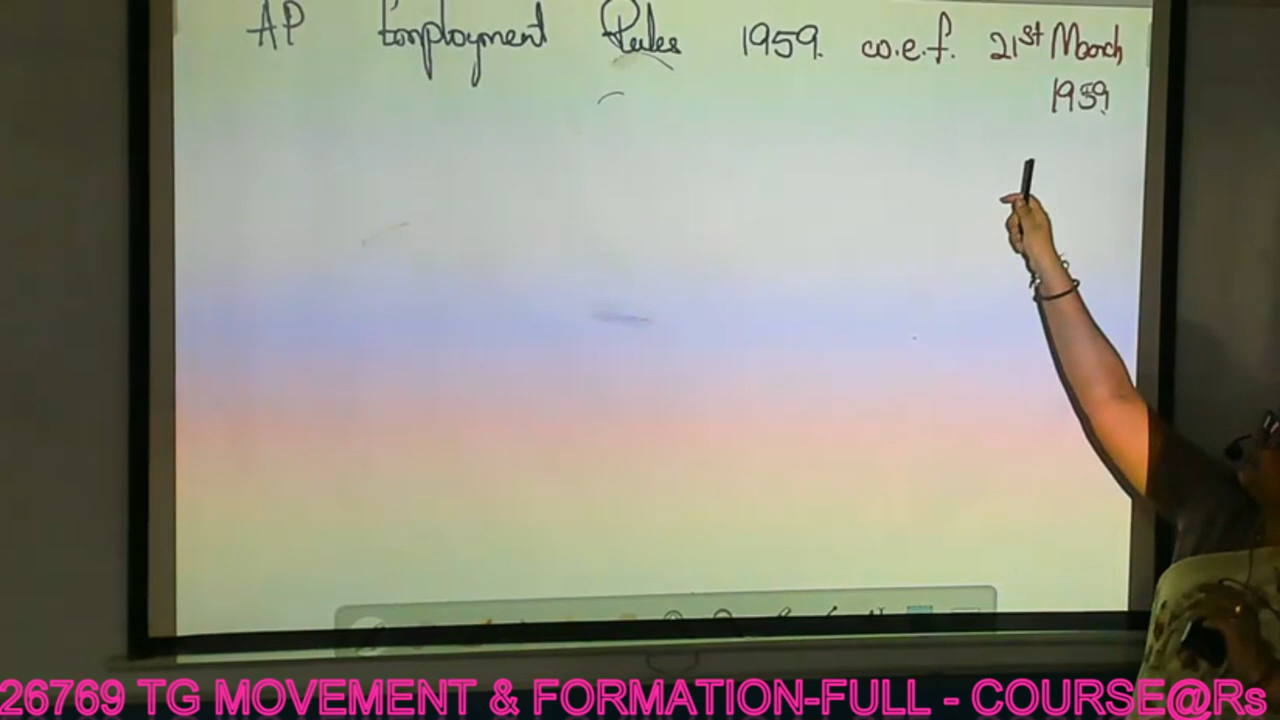 AP Employment Rules 1959. w.e.f. 21st March,
1959.
26769 TG MOVEMENT & FORMATION-FULL - COURSE@Rs